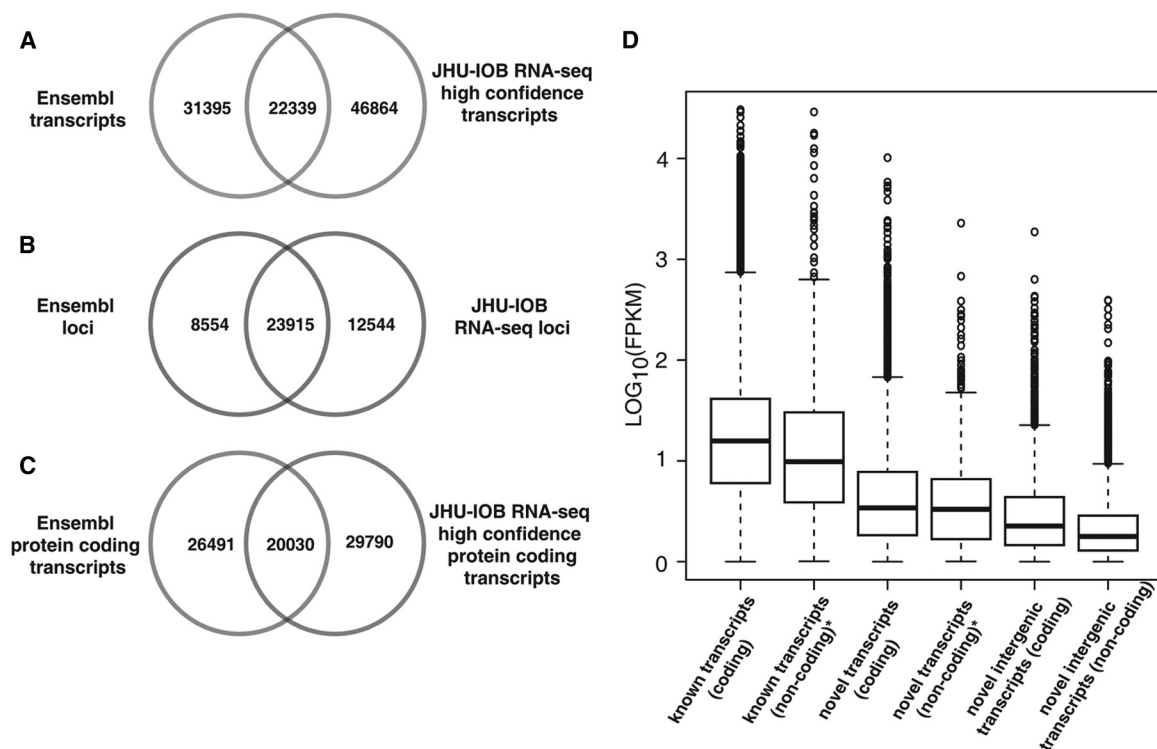 A
Ensembl
transcripts
31395
22339
46864
JHU-IOB RNA-seq
high confidence
transcripts
B
Ensembl
loci
8554
23915
12544
JHU-IOB
RNA-seq loci
C
Ensembl
protein coding
transcripts
26491
20030
29790
JHU-IOB RNA-seq
high confidence
protein coding
transcripts
D
LOG10(FPKM)
4
3
2
1
0
known transcripts
(coding)
known transcripts
(non-coding)*
novel transcripts
(coding)
novel transcripts
(non-coding)*
novel intergenic
transcripts (coding)
novel intergenic
transcripts (non-coding)